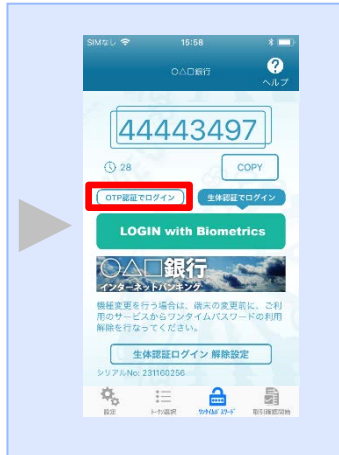 SIMなし 15:58
○△□銀行
?
ヘルプ
44443497
28 COPY
OTP認証でログイン 生体認証でログイン
LOGIN with Biometrics
○△□銀行
インターネットバンキング
機種変更を行う場合は、端末の変更前に、ご利
用のサービスからワンタイムパスワードの利用
解除を行なってください。
生体認証ログイン 解除設定
シリアルNo: 231160256
設定 トークン選択 ワンタイムパスワード 取引確認開始